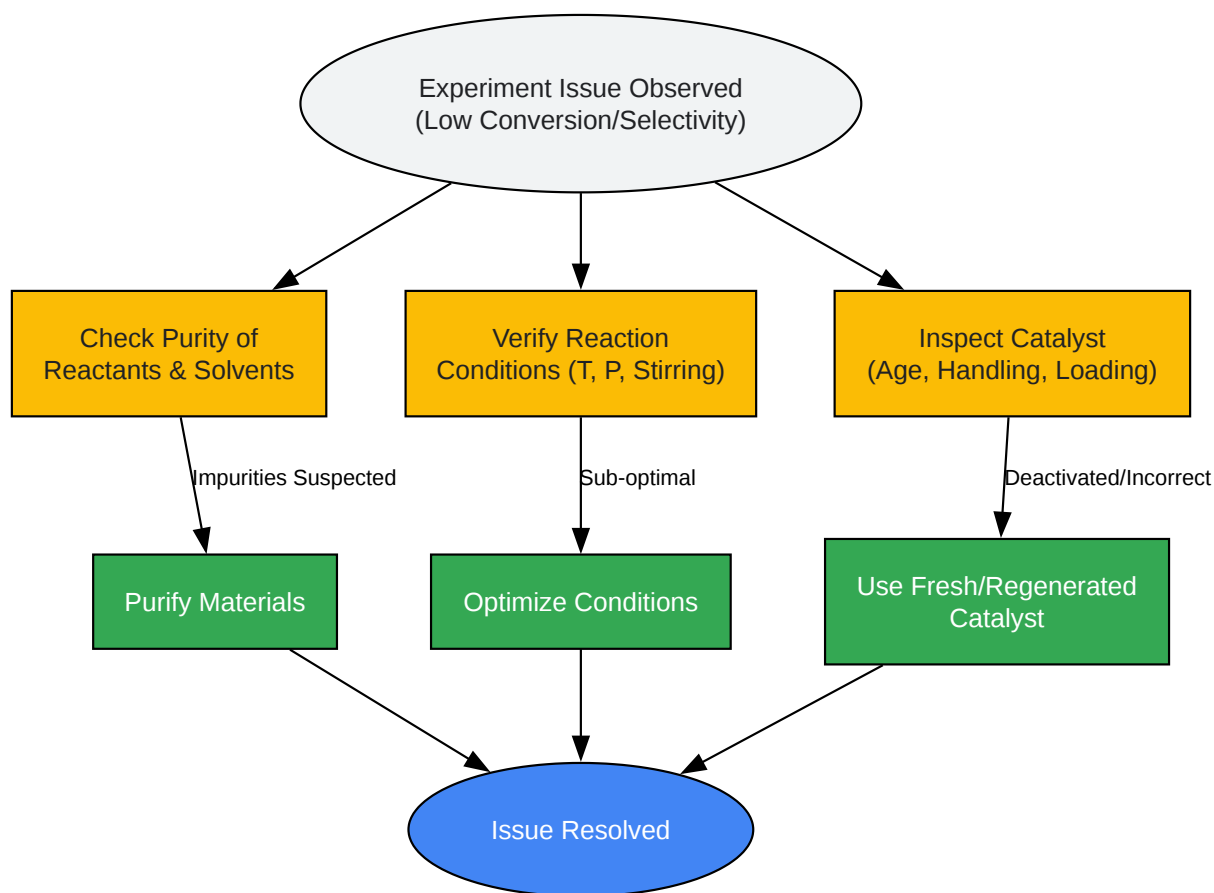 Experiment Issue Observed
(Low Conversion/Selectivity)
Check Purity of
Reactants & Solvents
Verify Reaction
Conditions (T, P, Stirring)
Inspect Catalyst
(Age, Handling, Loading)
Impurities Suspected
Sub-optimal
Deactivated/Incorrect
Purify Materials
Optimize Conditions
Use Fresh/Regenerated
Catalyst
Issue Resolved